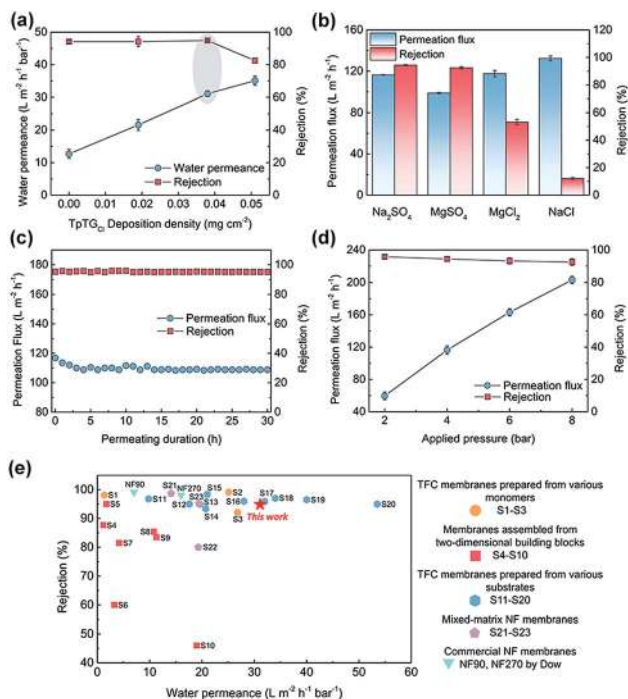 (a)
Water permeance (L m⁻² h⁻¹ bar⁻¹)
50
40
30
20
10
0
Rejection (%)
100
80
60
40
20
0
Water permeance
Rejection
0.00 0.01 0.02 0.03 0.04 0.05
TpTG_Cl Deposition density (mg cm⁻²)
(b)
Permeation flux (L m⁻² h⁻¹)
160
120
80
40
0
Rejection (%)
120
100
80
60
40
20
0
Permeation flux
Rejection
Na₂SO₄ MgSO₄ MgCl₂ NaCl
(c)
Permeation Flux (L m⁻² h⁻¹)
180
160
140
120
100
80
Rejection (%)
100
80
60
40
20
0
Permeation flux
Rejection
0 5 10 15 20 25 30
Permeating duration (h)
(d)
Permeation flux (L m⁻² h⁻¹)
240
200
160
120
80
40
Rejection (%)
100
80
60
40
20
0
Permeation flux
Rejection
2 4 6 8
Applied pressure (bar)
(e)
Rejection (%)
100
90
80
70
60
50
40
S1
NF90
S21
NF270
S15
S2
S17
S5
S11
S23
S12
S13
S16
S18
S19
S20
S14
S3
This work
S4
S8
S9
S7
S22
S6
S10
0 10 20 30 40 50 60
Water permeance (L m⁻² h⁻¹ bar⁻¹)
TFC membranes prepared from various
monomers
S1-S3
Membranes assembled from
two-dimensional building blocks
S4-S10
TFC membranes prepared from various
substrates
S11-S20
Mixed-matrix NF membranes
S21-S23
Commercial NF membranes
NF90, NF270 by Dow